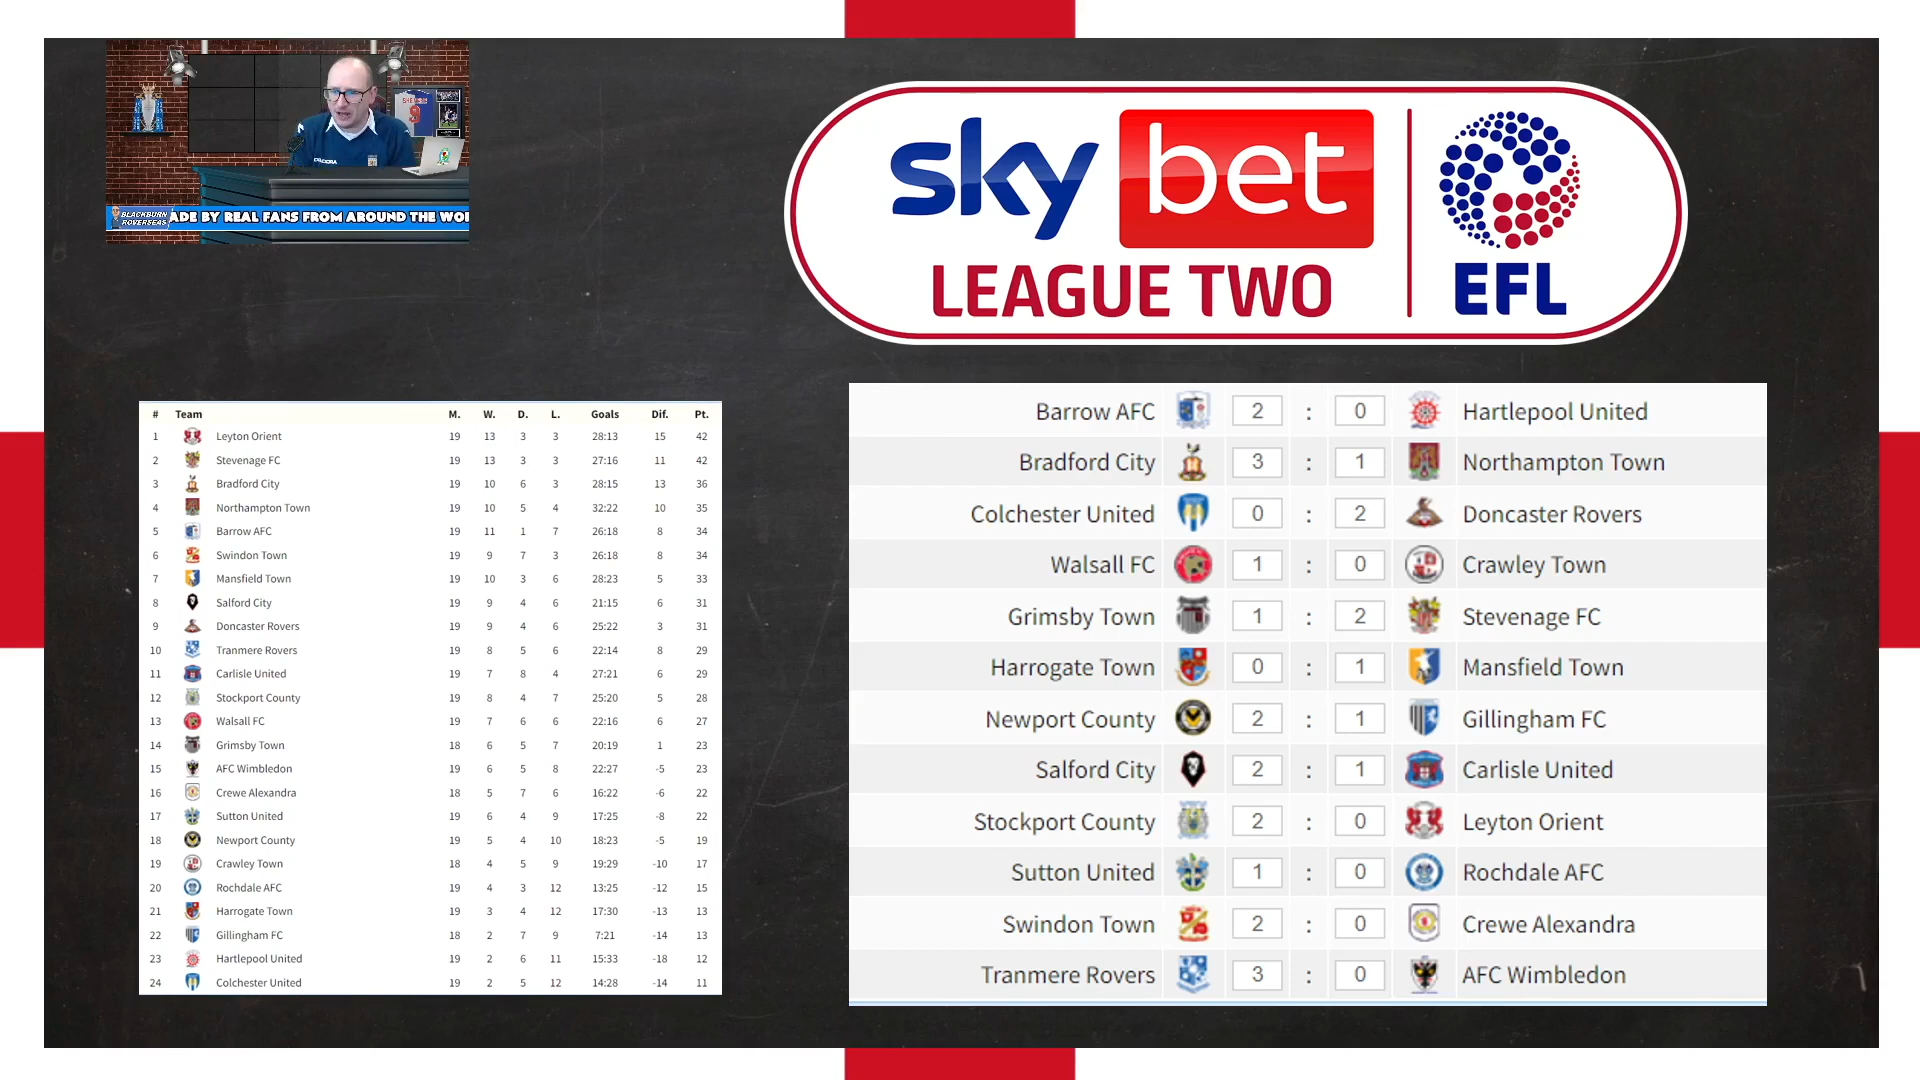 BLACKBURN
ROVERSEAS
ADE BY REAL FANS FROM AROUND THE WO
sky bet
LEAGUE TWO
EFL
# Team M. W. D. L. Goals Dif. Pt.
1 Leyton Orient 19 13 3 3 28:13 15 42
2 Stevenage FC 19 13 3 3 27:16 11 42
3 Bradford City 19 10 6 3 28:15 13 36
4 Northampton Town 19 10 5 4 32:22 10 35
5 Barrow AFC 19 11 1 7 26:18 8 34
6 Swindon Town 19 9 7 3 26:18 8 34
7 Mansfield Town 19 10 3 6 28:23 5 33
8 Salford City 19 9 4 6 21:15 6 31
9 Doncaster Rovers 19 9 4 6 25:22 3 31
10 Tranmere Rovers 19 8 5 6 22:14 8 29
11 Carlisle United 19 7 8 4 27:21 6 29
12 Stockport County 19 8 4 7 25:20 5 28
13 Walsall FC 19 7 6 6 22:16 6 27
14 Grimsby Town 18 6 5 7 20:19 1 23
15 AFC Wimbledon 19 6 5 8 22:27 -5 23
16 Crewe Alexandra 18 5 7 6 16:22 -6 22
17 Sutton United 19 6 4 9 17:25 -8 22
18 Newport County 19 5 4 10 18:23 -5 19
19 Crawley Town 18 4 5 9 19:29 -10 17
20 Rochdale AFC 19 4 3 12 13:25 -12 15
21 Harrogate Town 19 3 4 12 17:30 -13 13
22 Gillingham FC 18 2 7 9 7:21 -14 13
23 Hartlepool United 19 2 6 11 15:33 -18 12
24 Colchester United 19 2 5 12 14:28 -14 11
Barrow AFC 2 : 0 Hartlepool United
Bradford City 3 : 1 Northampton Town
Colchester United 0 : 2 Doncaster Rovers
Walsall FC 1 : 0 Crawley Town
Grimsby Town 1 : 2 Stevenage FC
Harrogate Town 0 : 1 Mansfield Town
Newport County 2 : 1 Gillingham FC
Salford City 2 : 1 Carlisle United
Stockport County 2 : 0 Leyton Orient
Sutton United 1 : 0 Rochdale AFC
Swindon Town 2 : 0 Crewe Alexandra
Tranmere Rovers 3 : 0 AFC Wimbledon